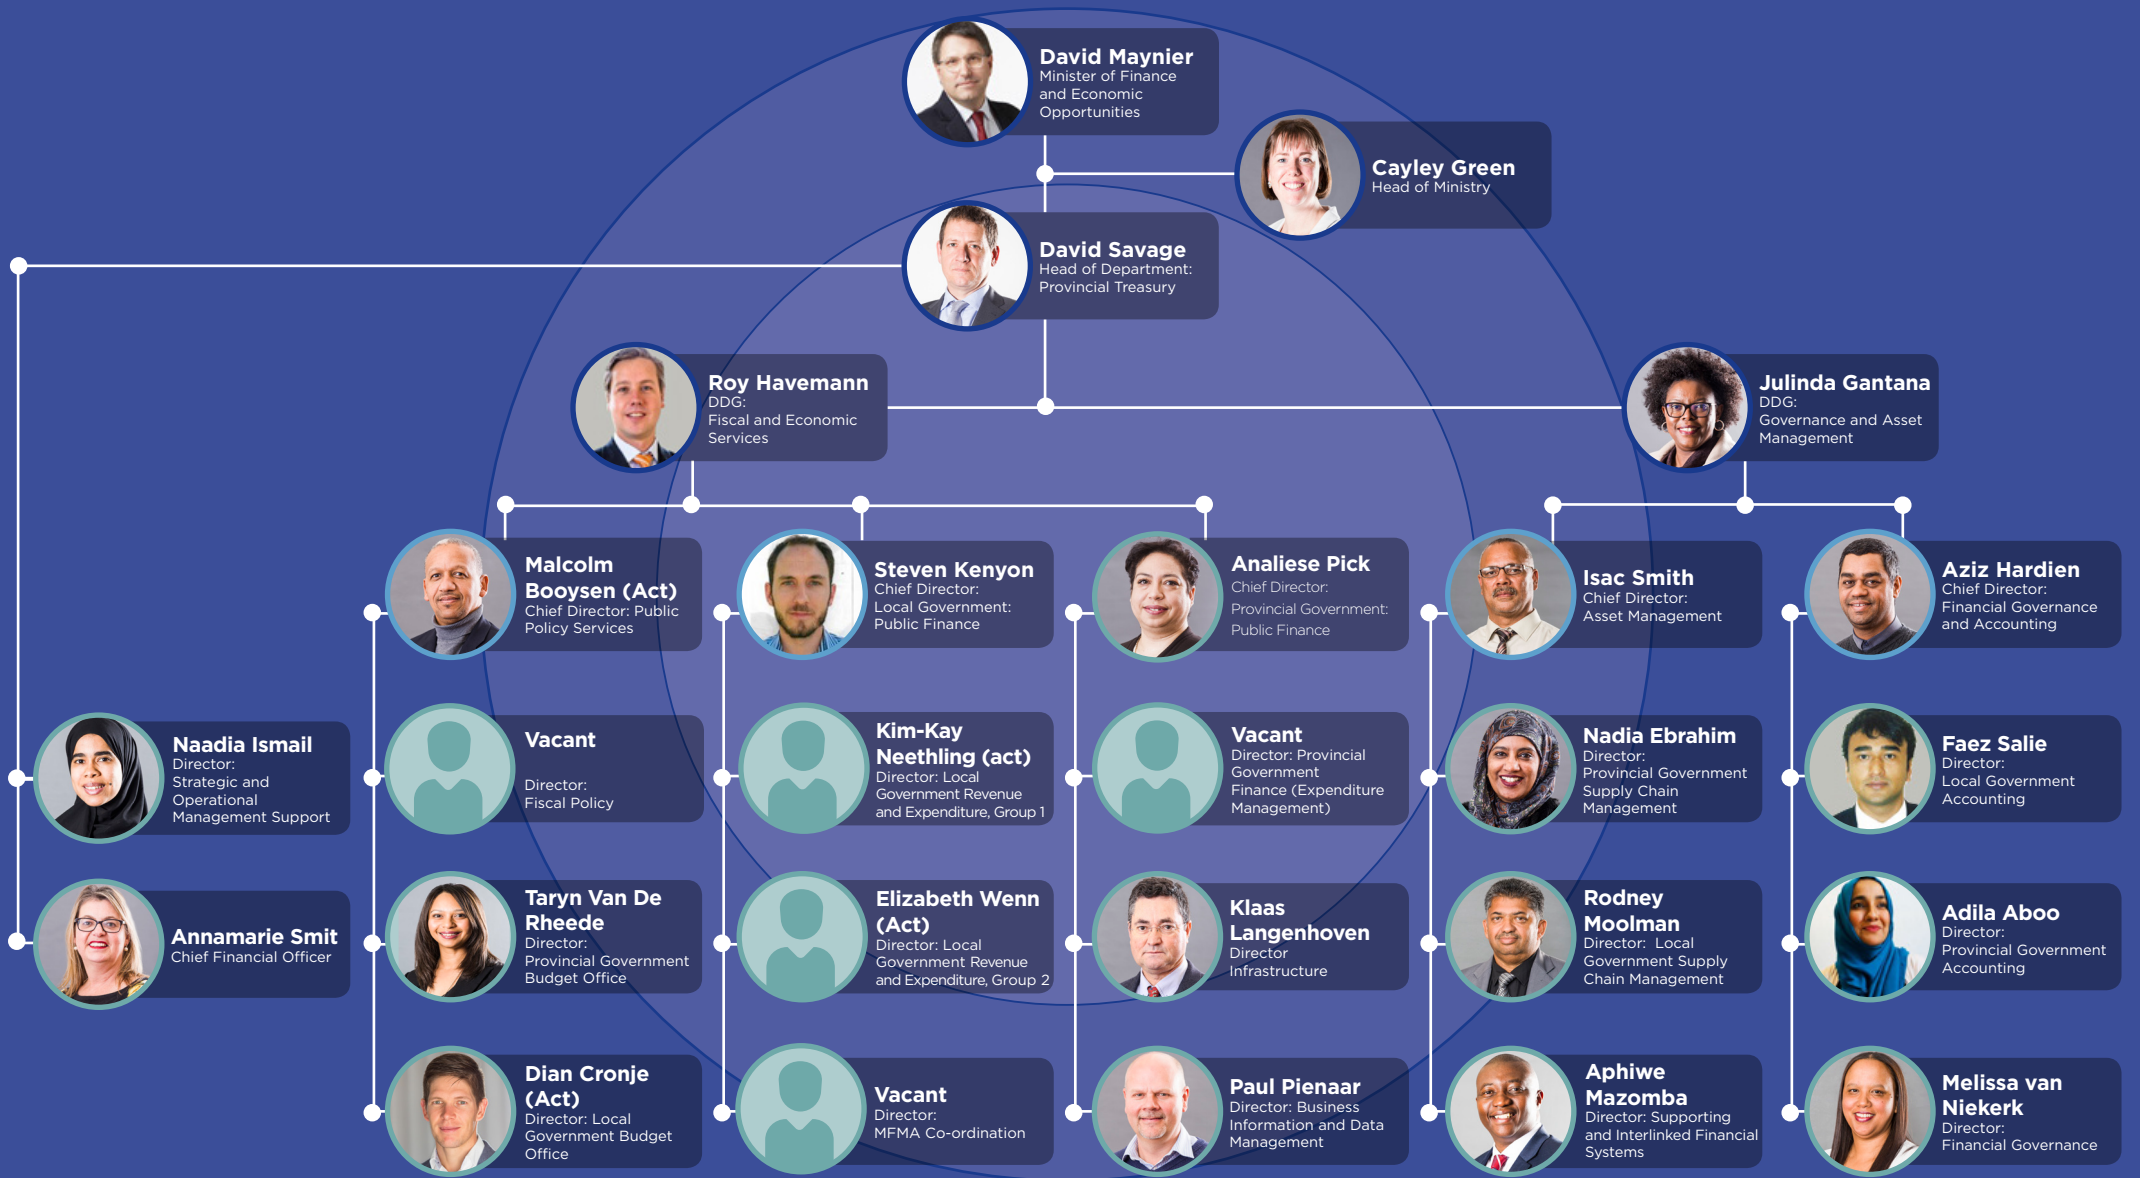 David Maynier
Minister of Finance
and Economic
Opportunities
Cayley Green
Head of Ministry
David Savage
Head of Department:
Provincial Treasury
Roy Havemann
DDG:
Fiscal and Economic
Services
Julinda Gantana
DDG:
Governance and Asset
Management
Malcolm
Booysen (Act)
Chief Director: Public
Policy Services
Steven Kenyon
Chief Director:
Local Government:
Public Finance
Analiese Pick
Chief Director:
Provincial Government:
Public Finance
Isac Smith
Chief Director:
Asset Management
Aziz Hardien
Chief Director:
Financial Governance
and Accounting
Naadia Ismail
Director:
Strategic and
Operational
Management Support
Vacant
Director:
Fiscal Policy
Kim-Kay
Neethling (act)
Director: Local
Government Revenue
and Expenditure, Group 1
Vacant
Director: Provincial
Government
Finance (Expenditure
Management)
Nadia Ebrahim
Director:
Provincial Government
Supply Chain
Management
Faez Salie
Director:
Local Government
Accounting
Annamarie Smit
Chief Financial Officer
Taryn Van De
Rheede
Director:
Provincial Government
Budget Office
Elizabeth Wenn
(Act)
Director: Local
Government Revenue
and Expenditure, Group 2
Klaas
Langenhoven
Director
Infrastructure
Rodney
Moolman
Director: Local
Government Supply
Chain Management
Adila Aboo
Director:
Provincial Government
Accounting
Dian Cronje
(Act)
Director: Local
Government Budget
Office
Vacant
Director:
MFMA Co-ordination
Paul Pienaar
Director: Business
Information and Data
Management
Aphiwe
Mazomba
Director: Supporting
and Interlinked Financial
Systems
Melissa van
Niekerk
Director:
Financial Governance